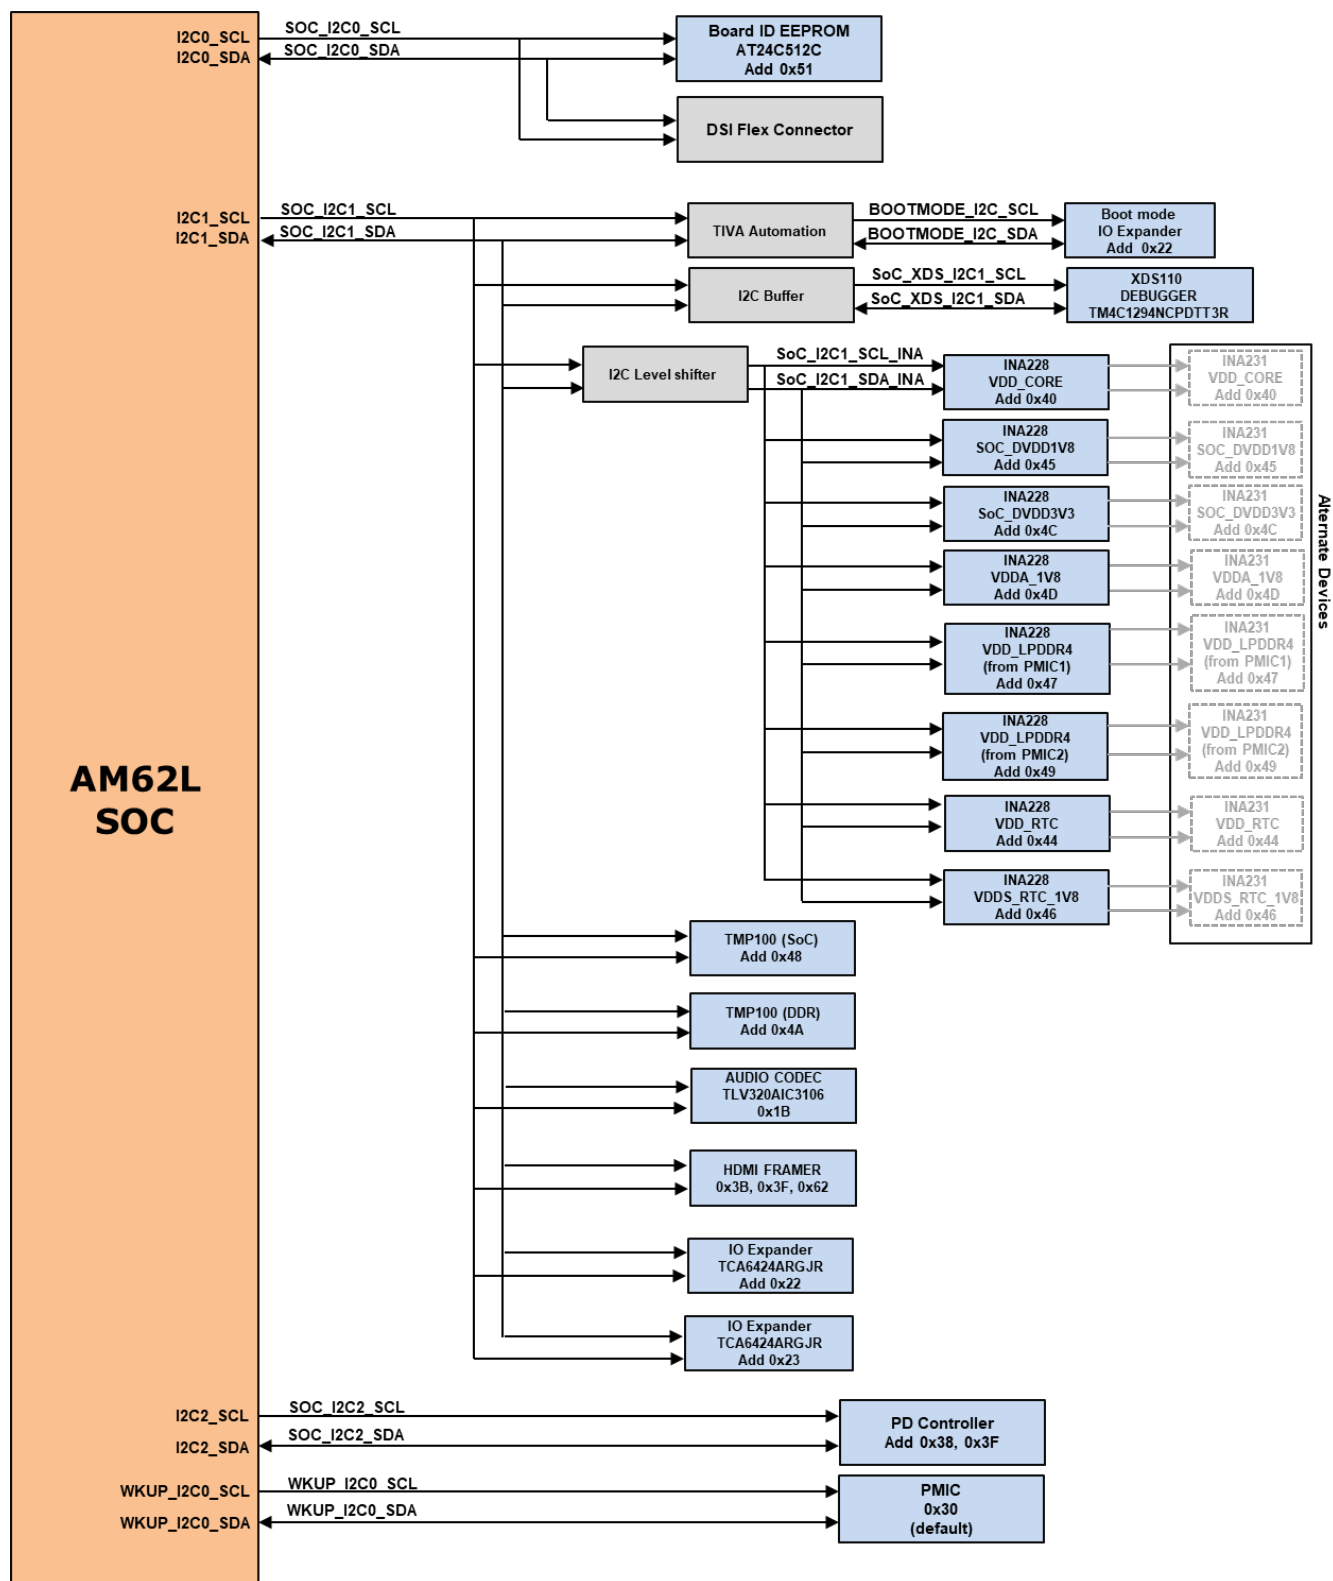 I2C0_SCL
I2C0_SDA
SOC_I2C0_SCL
SOC_I2C0_SDA
Board ID EEPROM
AT24C512C
Add 0x51
DSI Flex Connector
I2C1_SCL
I2C1_SDA
SOC_I2C1_SCL
SOC_I2C1_SDA
TIVA Automation
BOOTMODE_I2C_SCL
BOOTMODE_I2C_SDA
Boot mode
IO Expander
Add 0x22
I2C Buffer
SoC_XDS_I2C1_SCL
SoC_XDS_I2C1_SDA
XDS110
DEBUGGER
TM4C1294NCPDTT3R
I2C Level shifter
SoC_I2C1_SCL_INA
SoC_I2C1_SDA_INA
INA228
VDD_CORE
Add 0x40
INA231
VDD_CORE
Add 0x40
INA228
SOC_DVDD1V8
Add 0x45
INA231
SOC_DVDD1V8
Add 0x45
INA228
SoC_DVDD3V3
Add 0x4C
INA231
SOC_DVDD3V3
Add 0x4C
INA228
VDDA_1V8
Add 0x4D
INA231
VDDA_1V8
Add 0x4D
INA228
VDD_LPDDR4
(from PMIC1)
Add 0x47
INA231
VDD_LPDDR4
(from PMIC1)
Add 0x47
INA228
VDD_LPDDR4
(from PMIC2)
Add 0x49
INA231
VDD_LPDDR4
(from PMIC2)
Add 0x49
INA228
VDD_RTC
Add 0x44
INA231
VDD_RTC
Add 0x44
INA228
VDDS_RTC_1V8
Add 0x46
INA231
VDDS_RTC_1V8
Add 0x46
Alternate Devices
AM62L
SOC
TMP100 (SoC)
Add 0x48
TMP100 (DDR)
Add 0x4A
AUDIO CODEC
TLV320AIC3106
0x1B
HDMI FRAMER
0x3B, 0x3F, 0x62
IO Expander
TCA6424ARGJR
Add 0x22
IO Expander
TCA6424ARGJR
Add 0x23
I2C2_SCL
I2C2_SDA
SOC_I2C2_SCL
SOC_I2C2_SDA
PD Controller
Add 0x38, 0x3F
WKUP_I2C0_SCL
WKUP_I2C0_SDA
WKUP_I2C0_SCL
WKUP_I2C0_SDA
PMIC
0x30
(default)